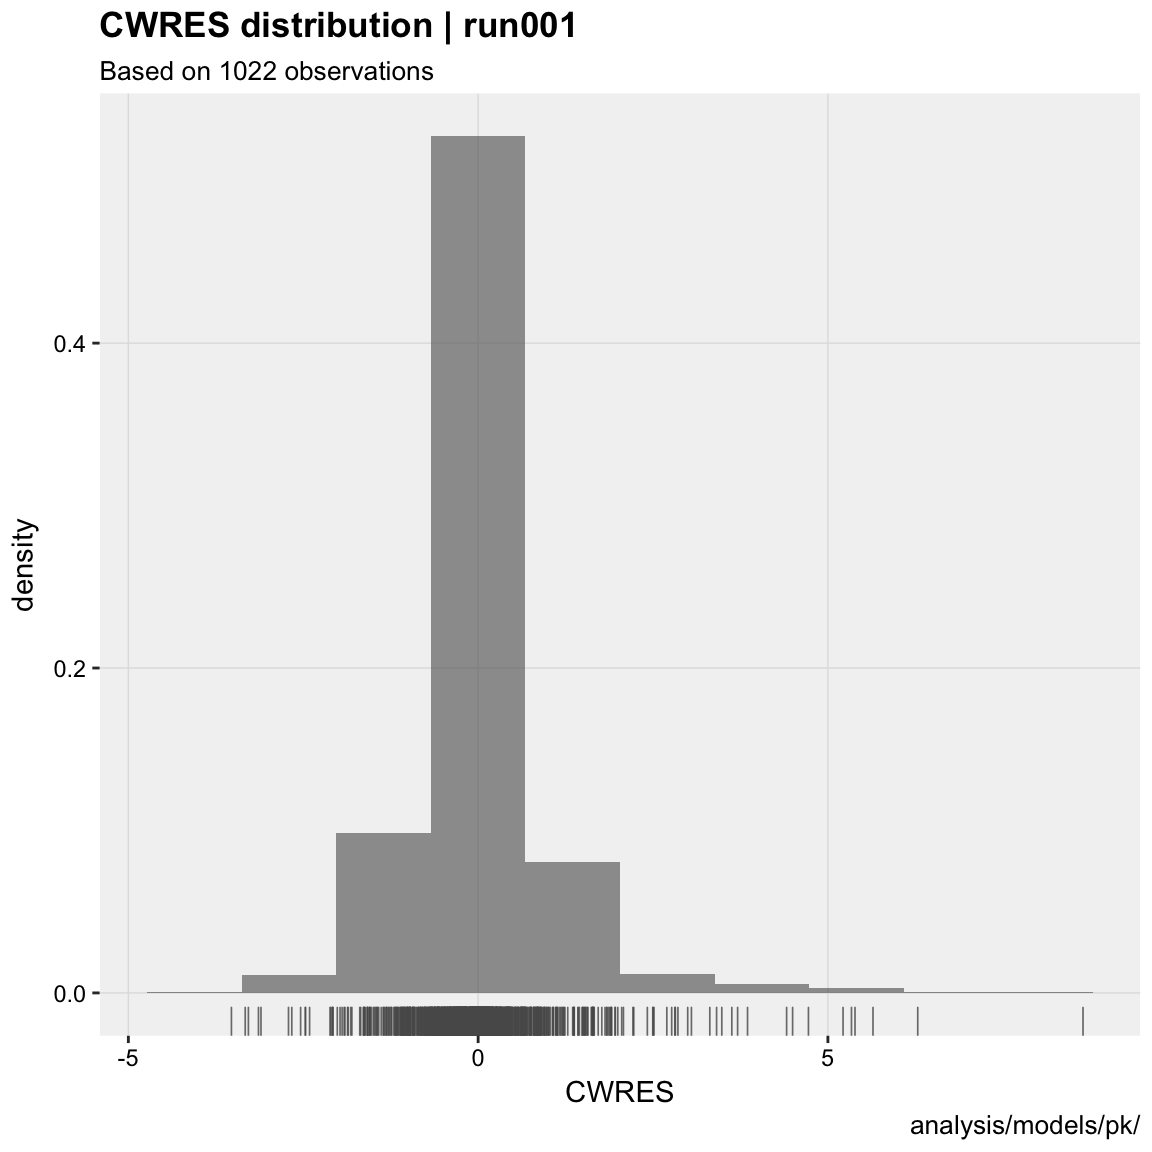 CWRES distribution | run001
Based on 1022 observations
density
0.4
0.2
0.0
-5 0 5
CWRES
analysis/models/pk/